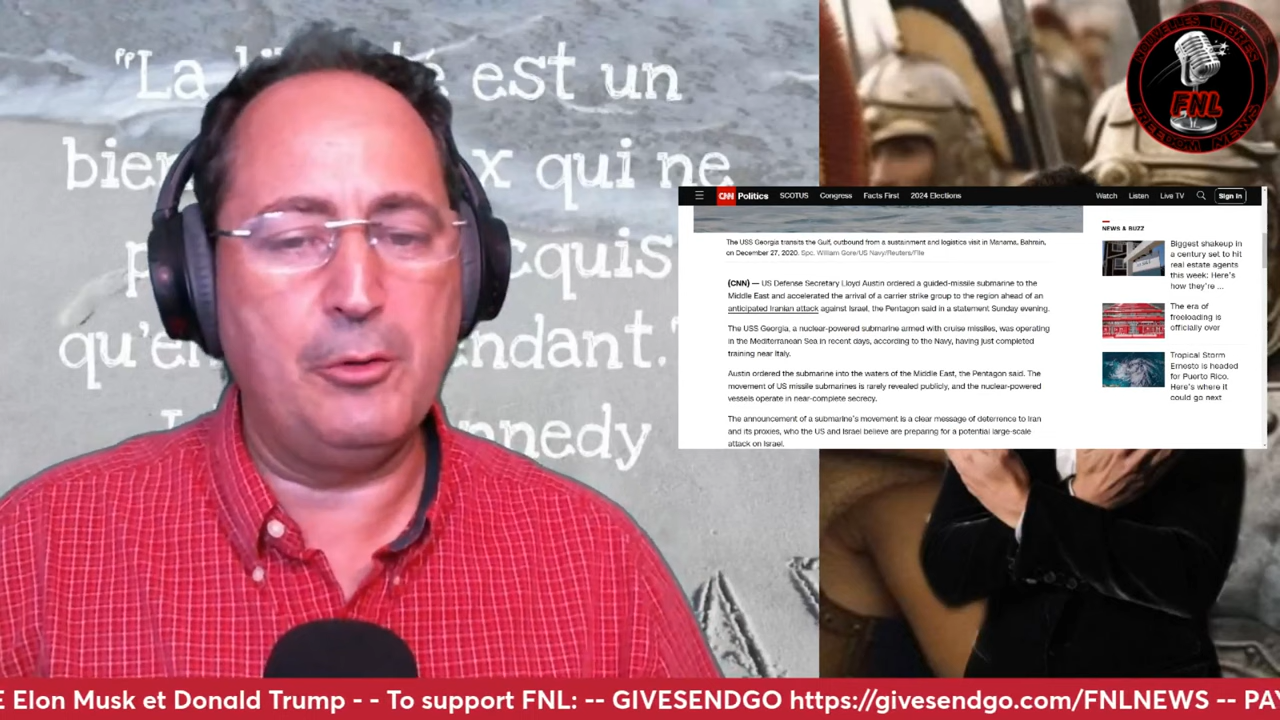 "La est un
bien x qui ne
p cquis
qu'en endant."
nnedy
NOUVELLES LIBRES
FNL
FREEDOM NEWS
CNN Politics SCOTUS Congress Facts First 2024 Elections Watch Listen Live TV Sign In
The USS Georgia transits the Gulf, outbound from a sustainment and logistics visit in Manama, Bahrain,
on December 27, 2020. Spc. William Gore/US Navy/Reuters/File
(CNN) — US Defense Secretary Lloyd Austin ordered a guided-missile submarine to the
Middle East and accelerated the arrival of a carrier strike group to the region ahead of an
anticipated Iranian attack against Israel, the Pentagon said in a statement Sunday evening.
The USS Georgia, a nuclear-powered submarine armed with cruise missiles, was operating
in the Mediterranean Sea in recent days, according to the Navy, having just completed
training near Italy.
Austin ordered the submarine into the waters of the Middle East, the Pentagon said. The
movement of US missile submarines is rarely revealed publicly, and the nuclear-powered
vessels operate in near-complete secrecy.
The announcement of a submarine's movement is a clear message of deterrence to Iran
and its proxies, who the US and Israel believe are preparing for a potential large-scale
attack on Israel.
NEWS & BUZZ
Biggest shakeup in
a century set to hit
real estate agents
this week: Here's
how they're ...
The era of
freeloading is
officially over
Tropical Storm
Ernesto is headed
for Puerto Rico.
Here's where it
could go next
E Elon Musk et Donald Trump - - To support FNL: -- GIVESENDGO https://givesendgo.com/FNLNEWS -- PAY